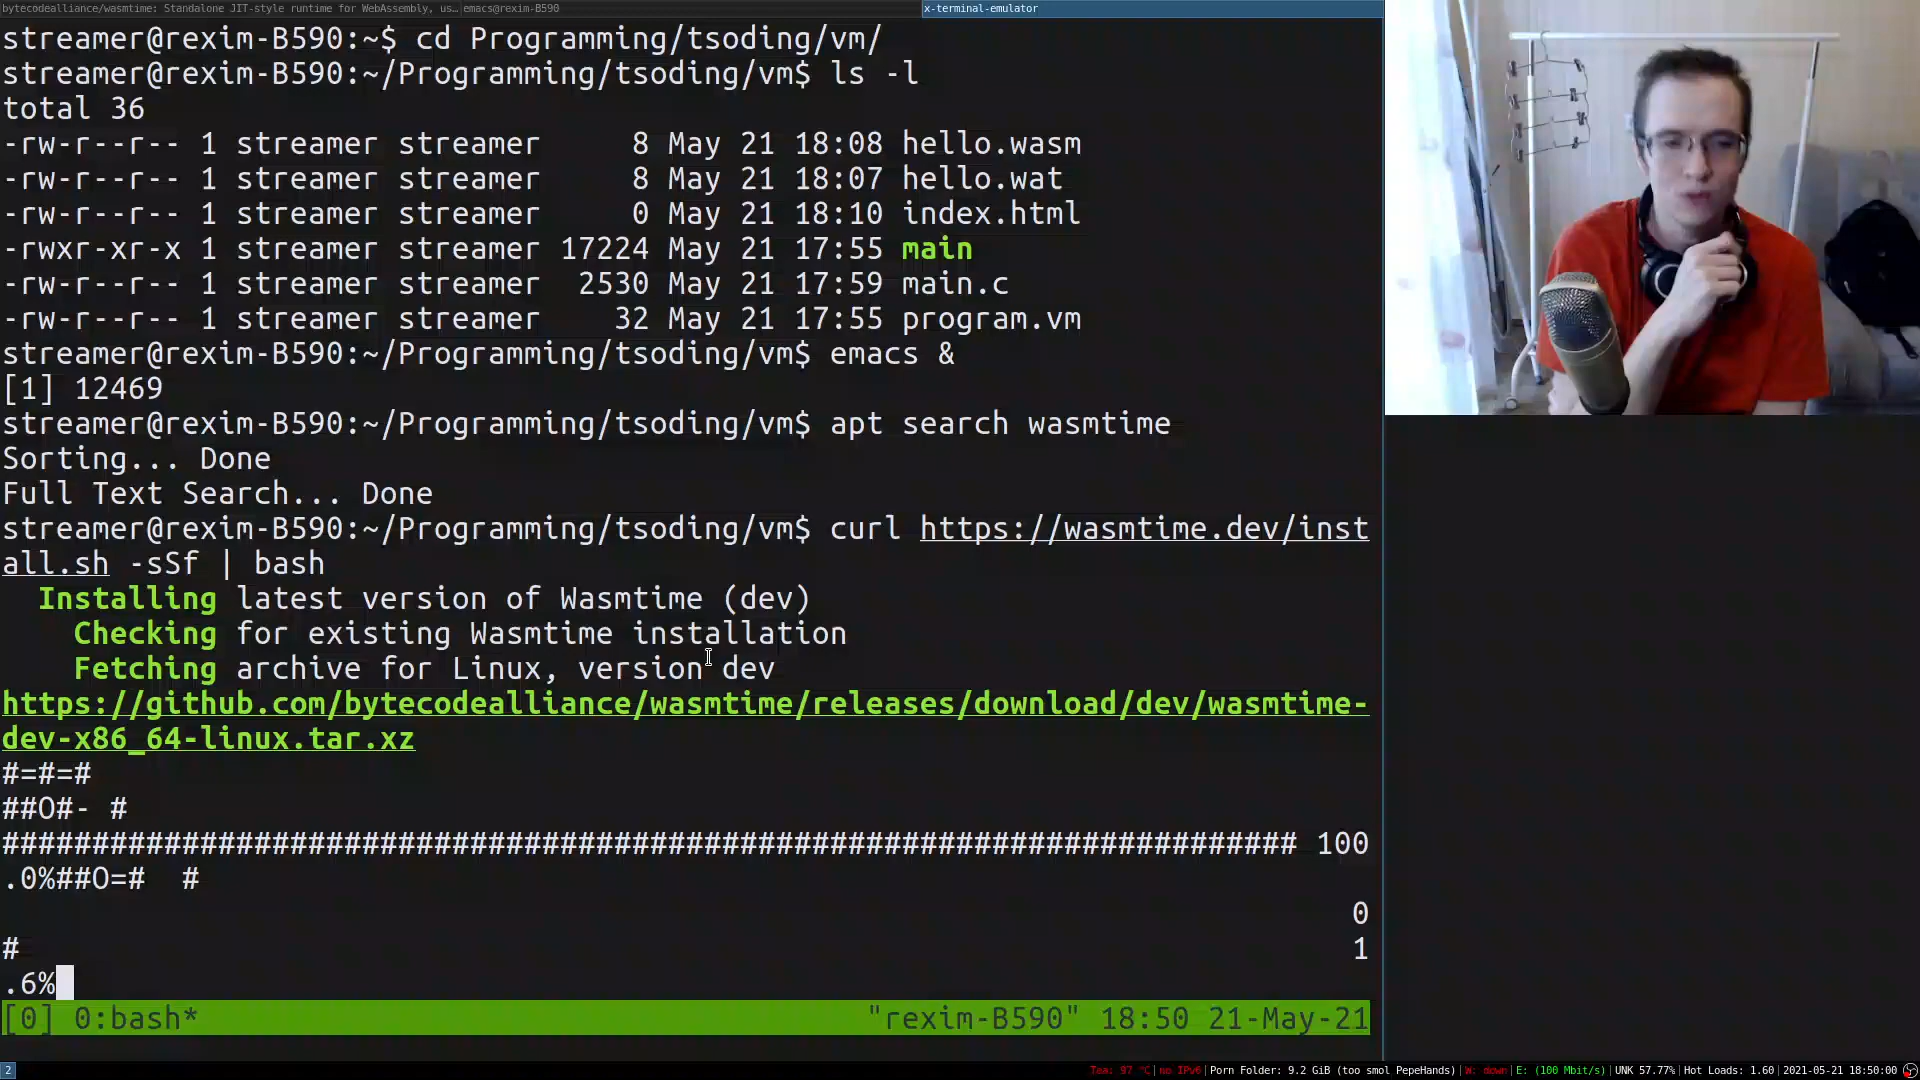 bytecodealliance/wasmtime: Standalone JIT-style runtime for WebAssembly, us… emacs@rexim-B590 x-terminal-emulator
streamer@rexim-B590:~$ cd Programming/tsoding/vm/
streamer@rexim-B590:~/Programming/tsoding/vm$ ls -l
total 36
-rw-r--r-- 1 streamer streamer     8 May 21 18:08 hello.wasm
-rw-r--r-- 1 streamer streamer     8 May 21 18:07 hello.wat
-rw-r--r-- 1 streamer streamer     0 May 21 18:10 index.html
-rwxr-xr-x 1 streamer streamer 17224 May 21 17:55 main
-rw-r--r-- 1 streamer streamer  2530 May 21 17:59 main.c
-rw-r--r-- 1 streamer streamer    32 May 21 17:55 program.vm
streamer@rexim-B590:~/Programming/tsoding/vm$ emacs &
[1] 12469
streamer@rexim-B590:~/Programming/tsoding/vm$ apt search wasmtime
Sorting... Done
Full Text Search... Done
streamer@rexim-B590:~/Programming/tsoding/vm$ curl https://wasmtime.dev/inst
all.sh -sSf | bash
  Installing latest version of Wasmtime (dev)
    Checking for existing Wasmtime installation
    Fetching archive for Linux, version dev
https://github.com/bytecodealliance/wasmtime/releases/download/dev/wasmtime-
dev-x86_64-linux.tar.xz
#=#=#
##O#- #
######################################################################## 100
.0%##O=#  #
0
# 1
.6%
[0] 0:bash* "rexim-B590" 18:50 21-May-21
2 Tea: 97 °C|no IPv6|Porn Folder: 9.2 GiB (too smol PepeHands)|W: down|E: (100 Mbit/s)|UNK 57.77%|Hot Loads: 1.60|2021-05-21 18:50:00